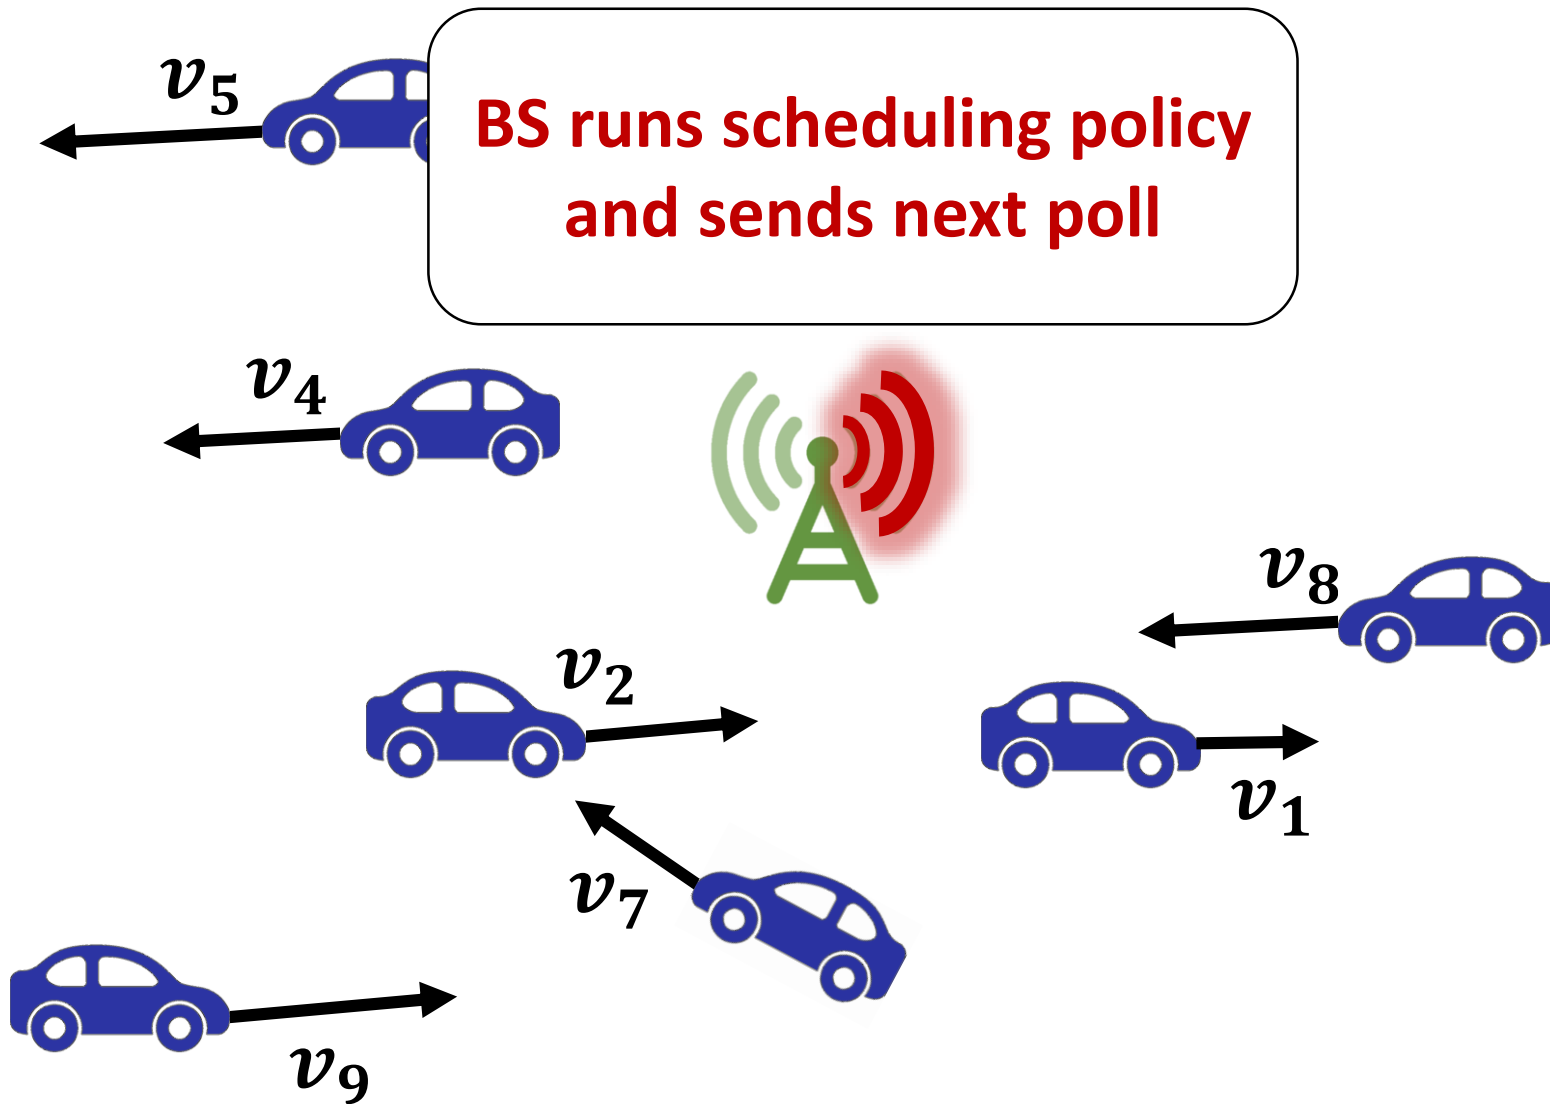 v5
BS runs scheduling policy
and sends next poll
v4
v8
v2
v1
v7
v9